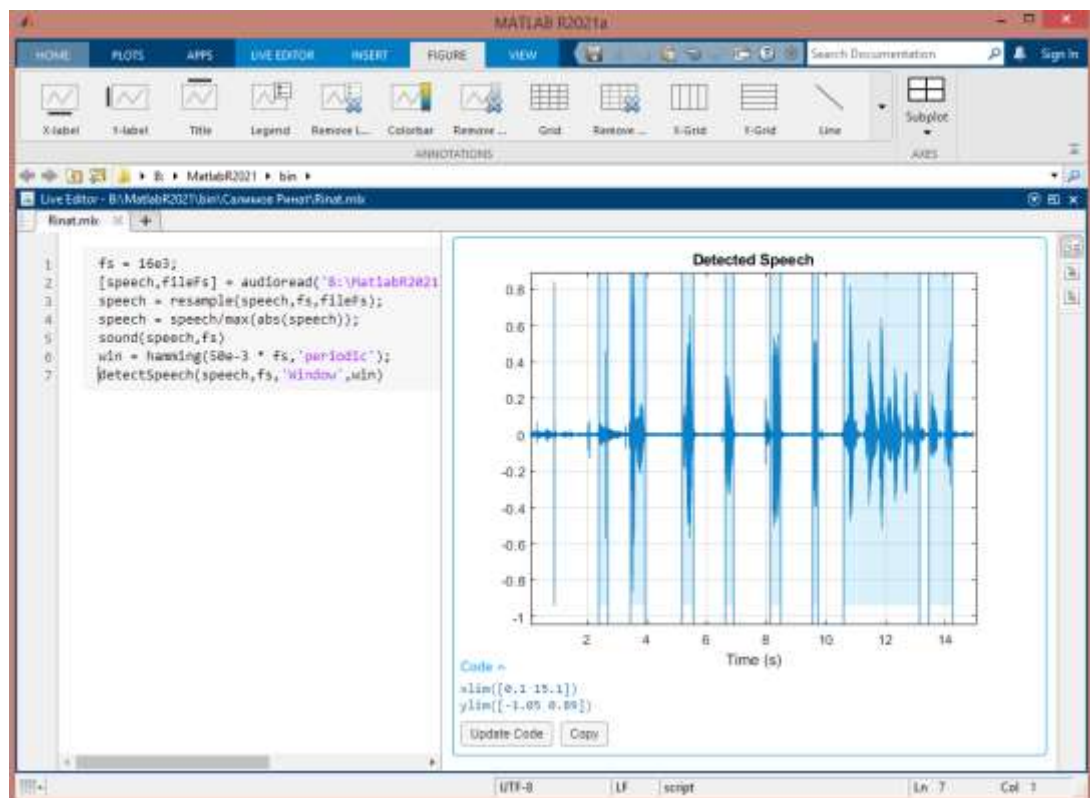 MATLAB R2021a
HOME PLOTS APPS LIVE EDITOR INSERT FIGURE VIEW Search Documentation Sign In
X-label Y-label Title Legend Remove L... Colorbar Remove ... Grid Remove ... X-Grid Y-Grid Line Subplot
ANNOTATIONS AXES
B: MatlabR2021 bin
Live Editor - B:\MatlabR2021\bin\Салимов Ринат\Rinat.mlx
Rinat.mlx
1 fs = 16e3;
2 [speech,fileFs] = audioread('B:\MatlabR2021
3 speech = resample(speech,fs,fileFs);
4 speech = speech/max(abs(speech));
5 sound(speech,fs)
6 win = hamming(50e-3 * fs,'periodic');
7 detectSpeech(speech,fs,'Window',win)
Detected Speech
0.8
0.6
0.4
0.2
0
-0.2
-0.4
-0.6
-0.8
-1
2 4 6 8 10 12 14
Time (s)
Code
xlim([0.1 15.1])
ylim([-1.05 0.89])
Update Code Copy
UTF-8 LF script Ln 7 Col 1